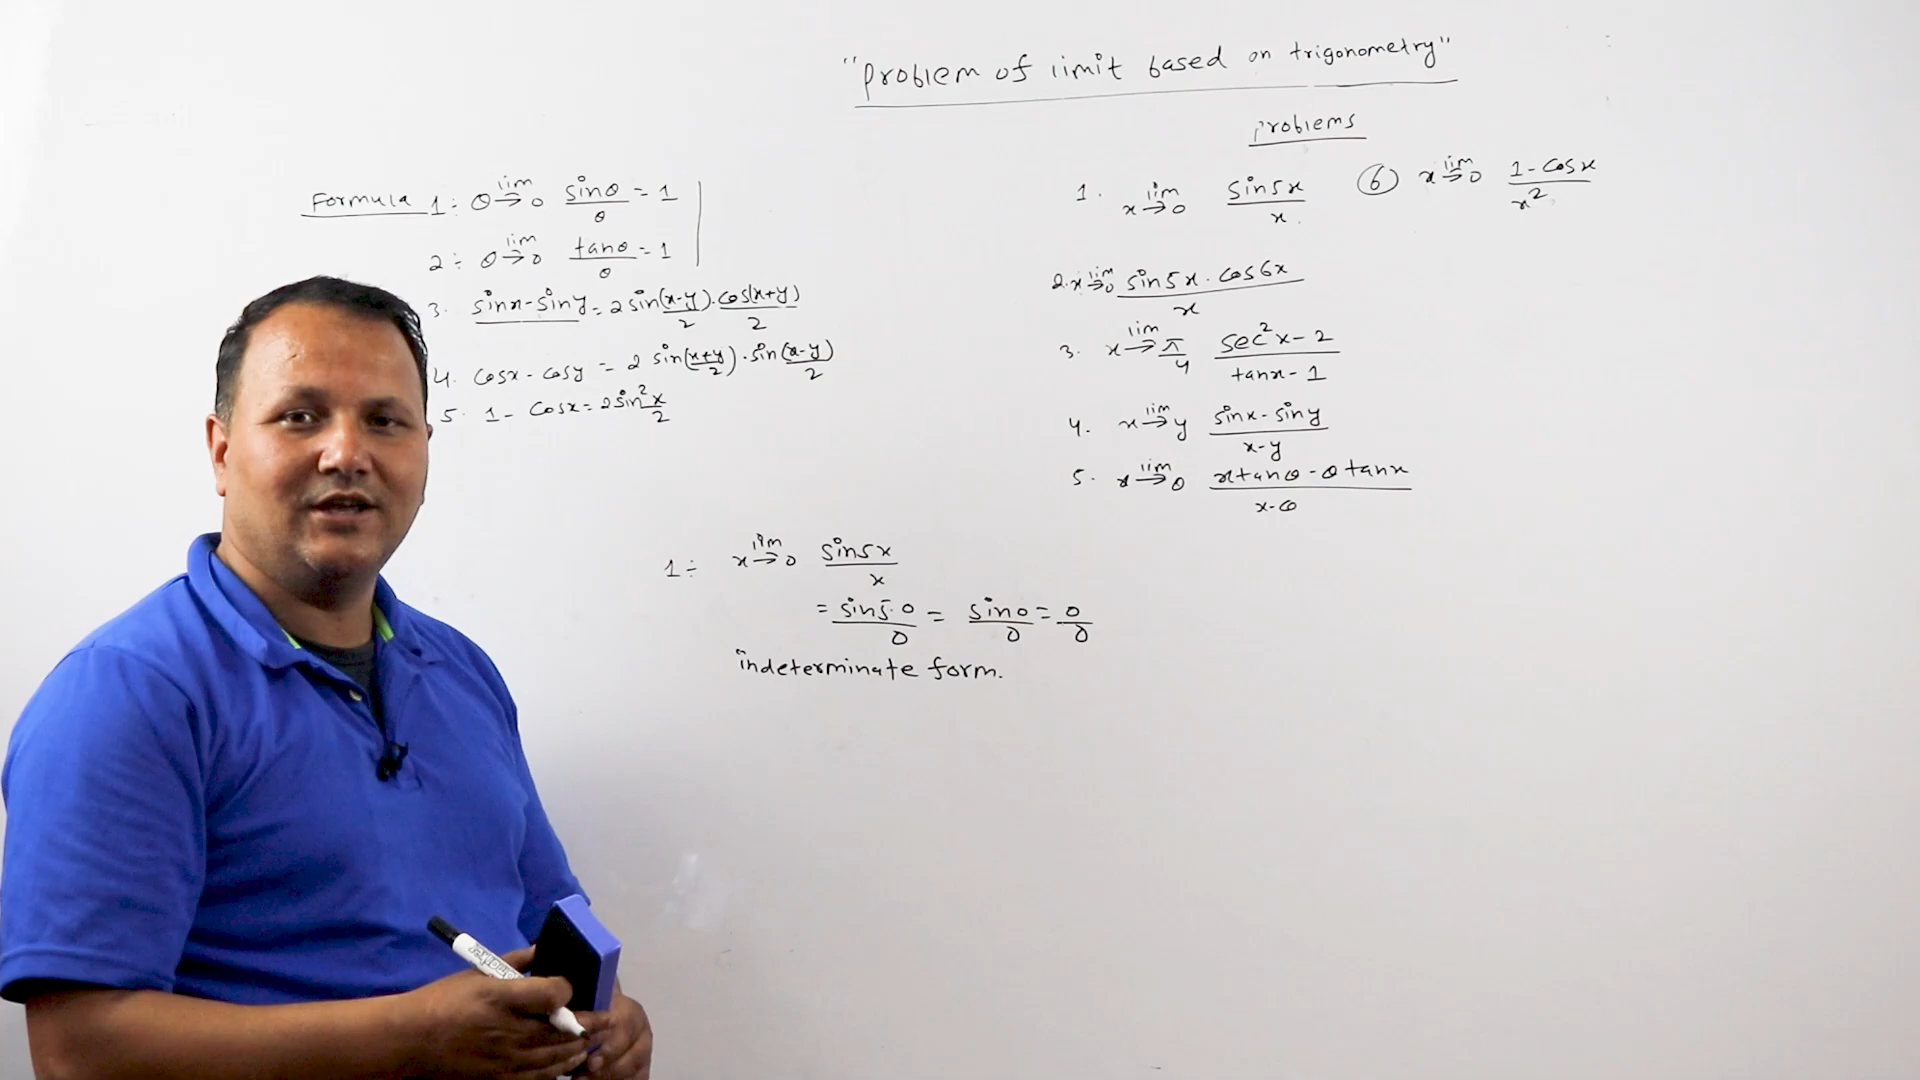 "Problem of limit based on trigonometry"
Problems
Formula 1÷ lim θ→0 sinθ/θ = 1
2÷ lim θ→0 tanθ/θ = 1
3. sinx-siny = 2sin(x-y)/2 . cos(x+y)/2
4. cosx - cosy = 2 sin(x+y)/2 . sin(x-y)/2
5. 1- cosx = 2sin²x/2
1. lim x→0 sin5x/x
⑥ lim x→0 1-cosx/x²
2. lim x→0 sin5x.cos6x/x
3. lim x→π/4 sec²x-2/tanx-1
4. lim x→y sinx-siny/x-y
5. lim x→θ xtanθ-θtanx/x-θ
1÷ lim x→0 sin5x/x
= sin5.0/0 = sin0/0 = 0/0
indeterminate form.